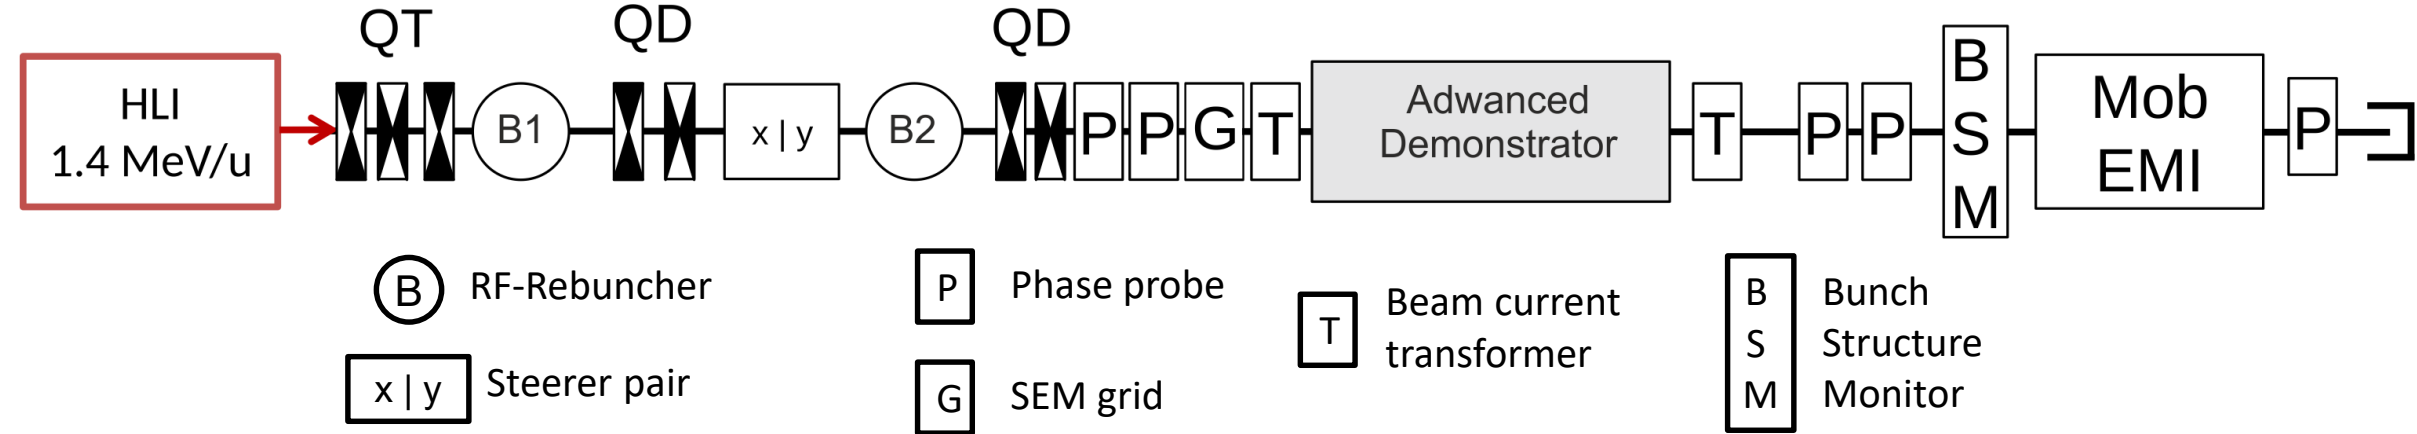 QT QD QD
HLI
1.4 MeV/u
B1
x | y
B2
P P G T
Adwanced
Demonstrator
T P P
B
S
M
Mob
EMI
P
B RF-Rebuncher
x | y Steerer pair
P Phase probe
G SEM grid
T Beam current
transformer
B Bunch
S Structure
M Monitor